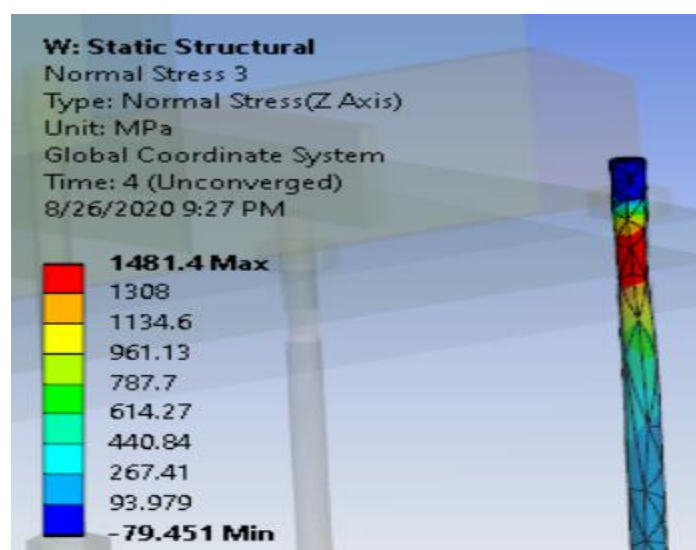 W: Static Structural
Normal Stress 3
Type: Normal Stress(Z Axis)
Unit: MPa
Global Coordinate System
Time: 4 (Unconverged)
8/26/2020 9:27 PM
1481.4 Max
1308
1134.6
961.13
787.7
614.27
440.84
267.41
93.979
-79.451 Min